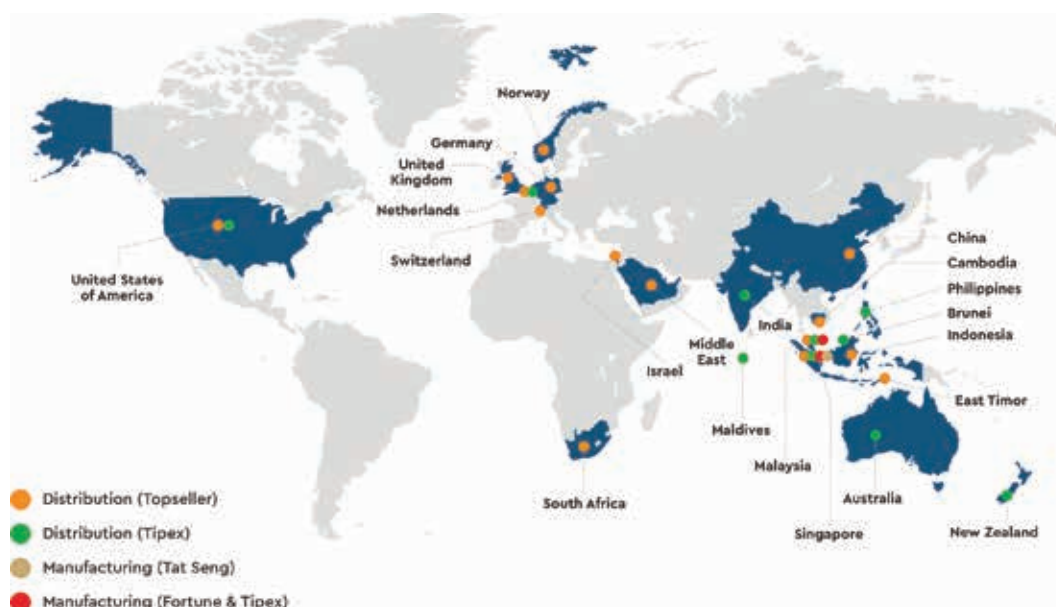 Norway
Germany
United
Kingdom
Netherlands
Switzerland
United States
of America
China
Cambodia
Philippines
Brunei
Indonesia
India
Middle
East
Israel
East Timor
Maldives
Malaysia
South Africa
Australia
Singapore
New Zealand
Distribution (Topseller)
Distribution (Tipex)
Manufacturing (Tat Seng)
Manufacturing (Fortune & Tipex)